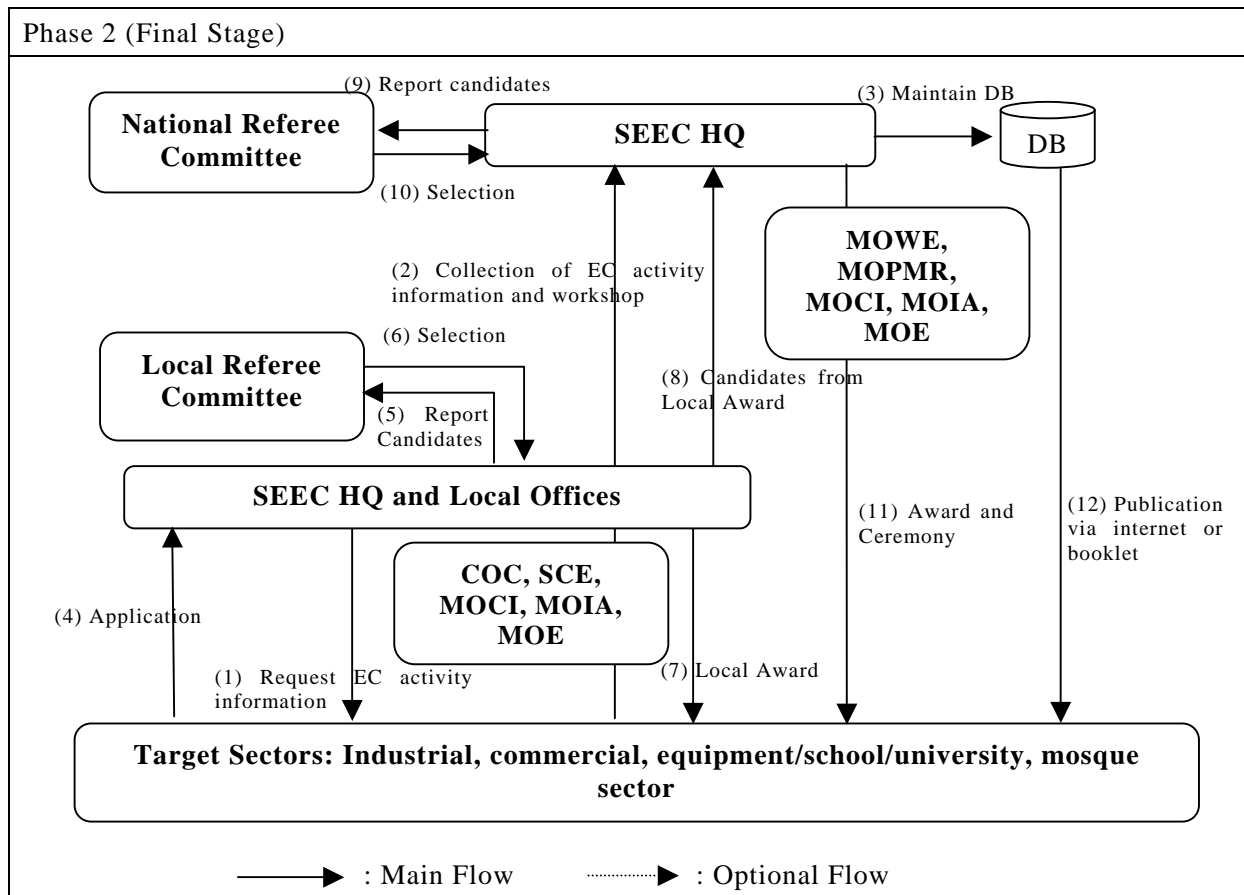 Phase 2 (Final Stage)
(9) Report candidates
(3) Maintain DB
National Referee
Committee
SEEC HQ
DB
(10) Selection
MOWE,
MOPMR,
MOCI, MOIA,
MOE
(2) Collection of EC activity
information and workshop
(6) Selection
Local Referee
Committee
(8) Candidates from
Local Award
(5) Report
Candidates
SEEC HQ and Local Offices
(11) Award and
Ceremony
(12) Publication
via internet or
booklet
COC, SCE,
MOCI, MOIA,
MOE
(4) Application
(1) Request EC activity
information
(7) Local Award
Target Sectors: Industrial, commercial, equipment/school/university, mosque
sector
: Main Flow
: Optional Flow